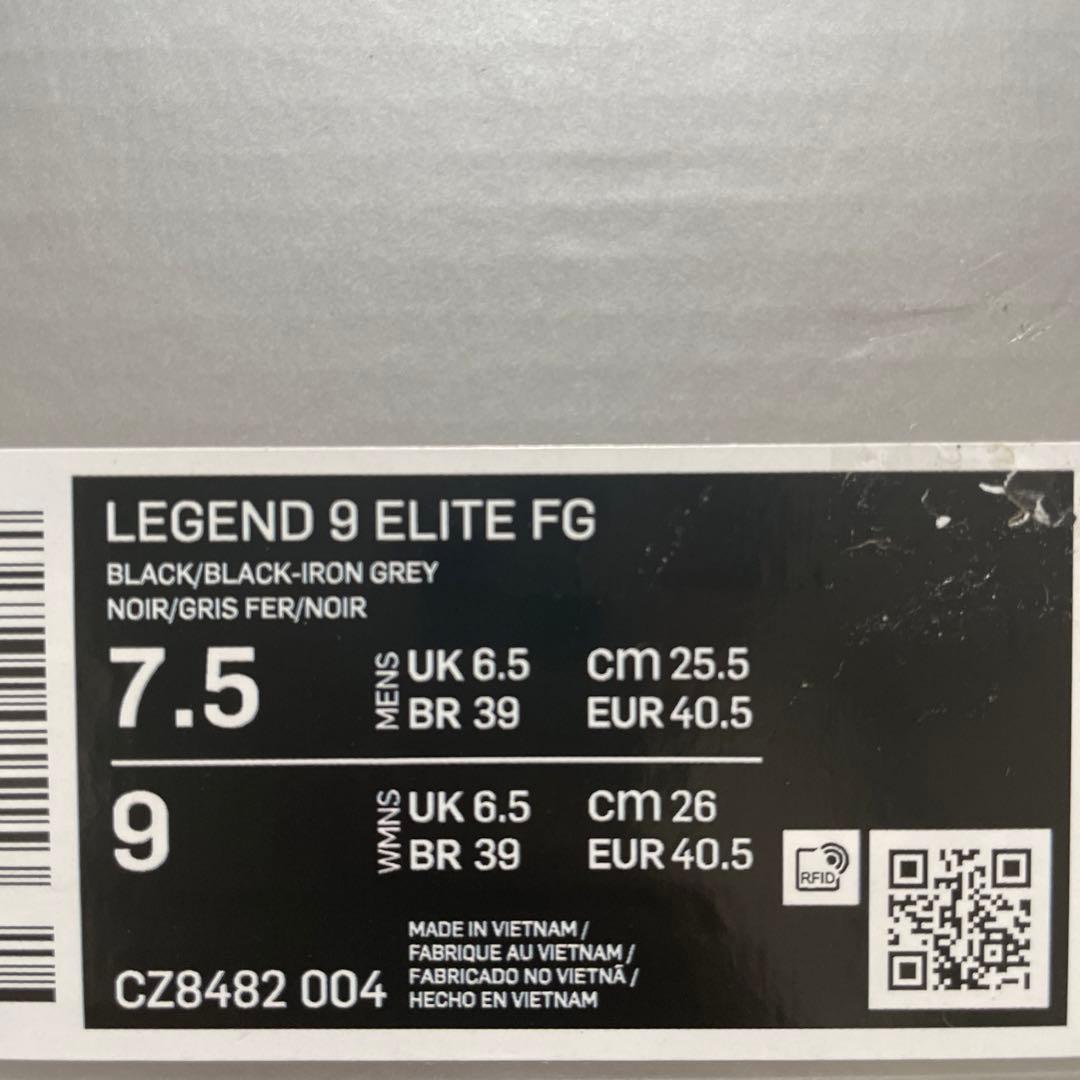 LEGEND 9 ELITE FG
BLACK/BLACK-IRON GREY
NOIR/GRIS FER/NOIR
7.5 MENS UK 6.5 CM 25.5
BR 39 EUR 40.5
9 WMNS UK 6.5 CM 26
BR 39 EUR 40.5
RFID
MADE IN VIETNAM /
FABRIQUE AU VIETNAM /
FABRICADO NO VIETNÃ /
HECHO EN VIETNAM
CZ8482 004